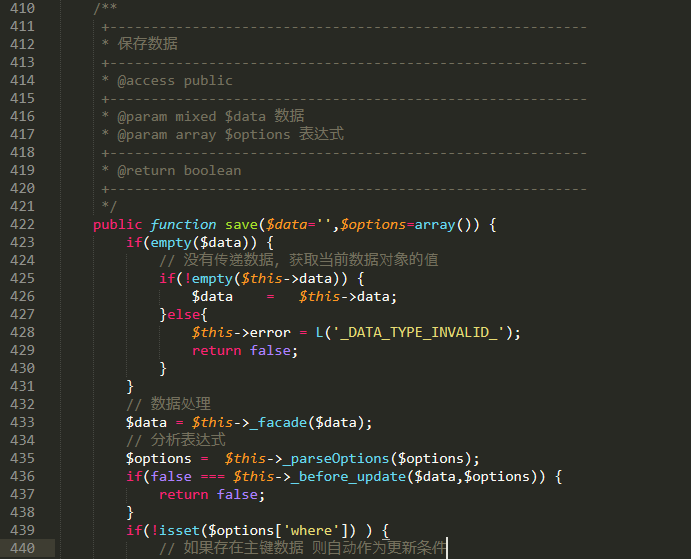 410 /**
411 +----------------------------------------------------------
412 * 保存数据
413 +----------------------------------------------------------
414 * @access public
415 +----------------------------------------------------------
416 * @param mixed $data 数据
417 * @param array $options 表达式
418 +----------------------------------------------------------
419 * @return boolean
420 +----------------------------------------------------------
421 */
422 public function save($data='',$options=array()) {
423 if(empty($data)) {
424 // 没有传递数据, 获取当前数据对象的值
425 if(!empty($this->data)) {
426 $data    =   $this->data;
427 }else{
428 $this->error = L('_DATA_TYPE_INVALID_');
429 return false;
430 }
431 }
432 // 数据处理
433 $data = $this->_facade($data);
434 // 分析表达式
435 $options =  $this->_parseOptions($options);
436 if(false === $this->_before_update($data,$options)) {
437 return false;
438 }
439 if(!isset($options['where']) ) {
440 // 如果存在主键数据 则自动作为更新条件